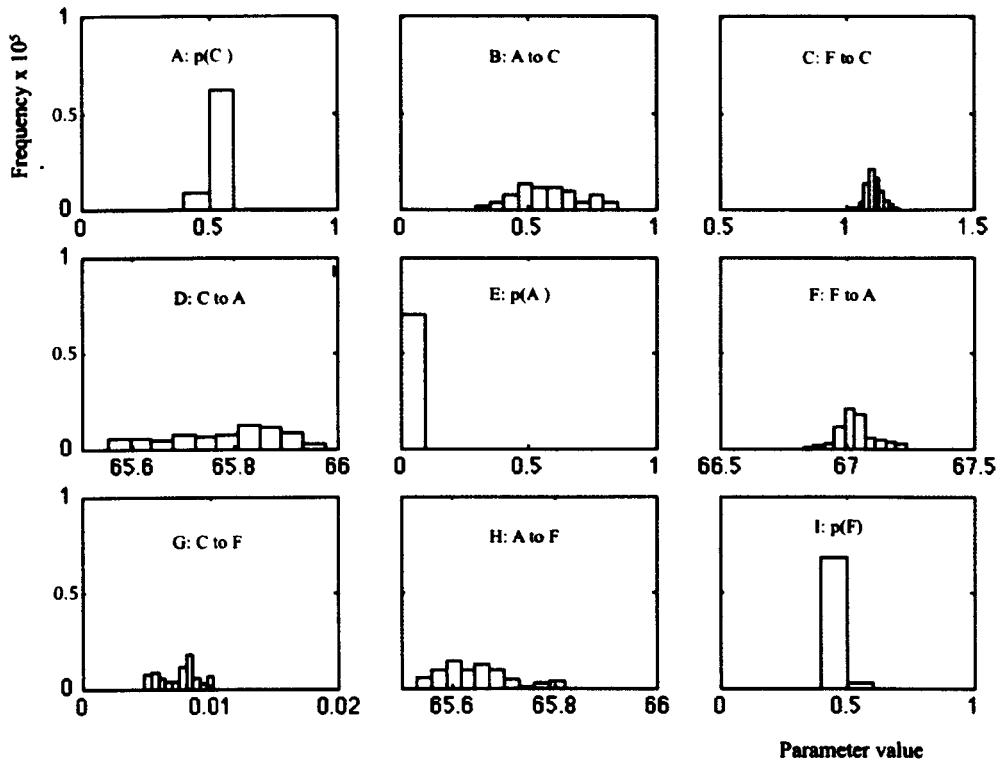 Frequency x 10⁵
1
0.5
0
A: p(C )
0 0.5 1
B: A to C
0 0.5 1
C: F to C
0.5 1 1.5
1
0.5
0
D: C to A
65.6 65.8 66
E: p(A )
0 0.5 1
F: F to A
66.5 67 67.5
1
0.5
0
G: C to F
0 0.01 0.02
H: A to F
65.6 65.8 66
I: p(F)
0 0.5 1
Parameter value